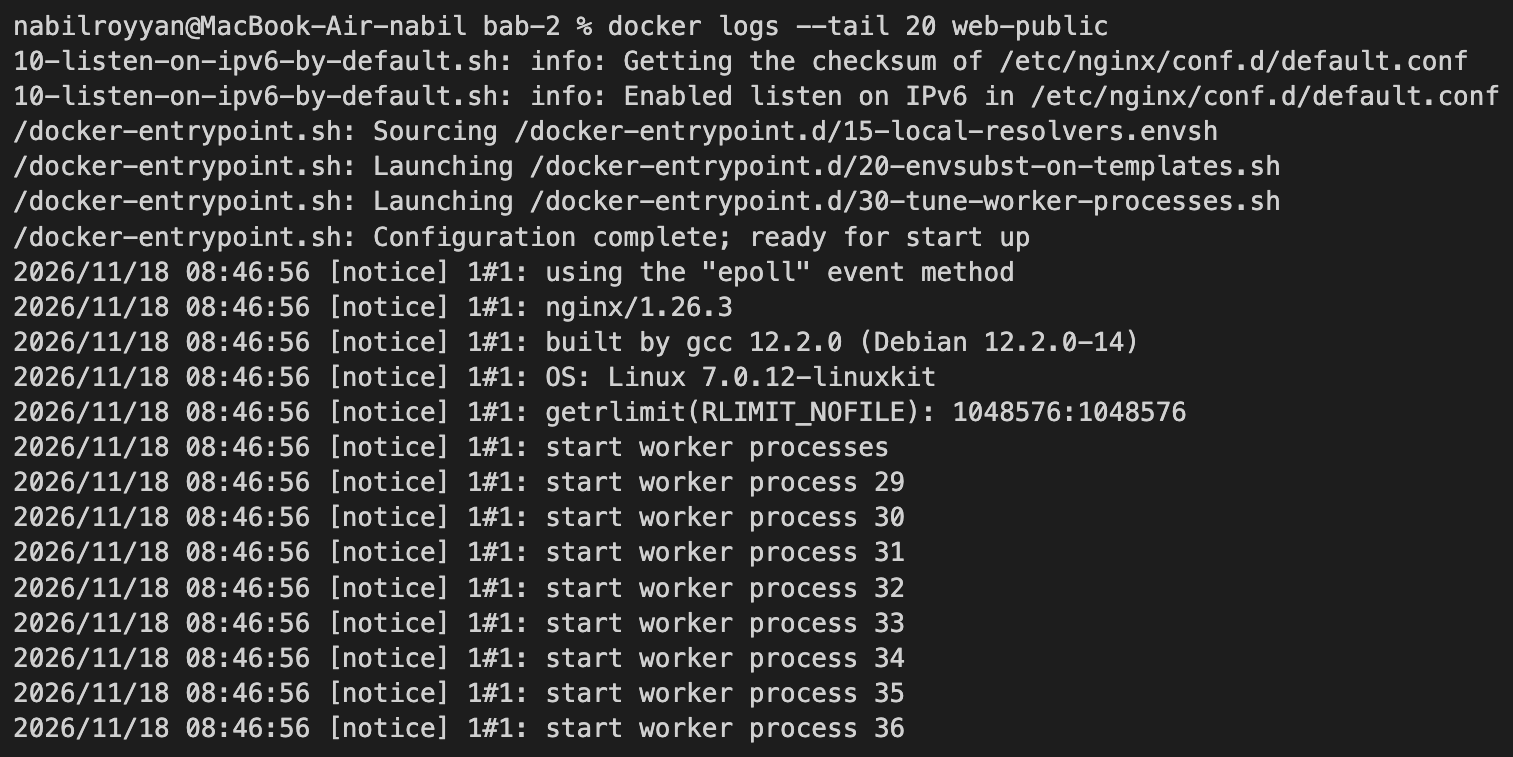 nabilroyyan@MacBook-Air-nabil bab-2 % docker logs --tail 20 web-public
10-listen-on-ipv6-by-default.sh: info: Getting the checksum of /etc/nginx/conf.d/default.conf
10-listen-on-ipv6-by-default.sh: info: Enabled listen on IPv6 in /etc/nginx/conf.d/default.conf
/docker-entrypoint.sh: Sourcing /docker-entrypoint.d/15-local-resolvers.envsh
/docker-entrypoint.sh: Launching /docker-entrypoint.d/20-envsubst-on-templates.sh
/docker-entrypoint.sh: Launching /docker-entrypoint.d/30-tune-worker-processes.sh
/docker-entrypoint.sh: Configuration complete; ready for start up
2026/11/18 08:46:56 [notice] 1#1: using the "epoll" event method
2026/11/18 08:46:56 [notice] 1#1: nginx/1.26.3
2026/11/18 08:46:56 [notice] 1#1: built by gcc 12.2.0 (Debian 12.2.0-14)
2026/11/18 08:46:56 [notice] 1#1: OS: Linux 7.0.12-linuxkit
2026/11/18 08:46:56 [notice] 1#1: getrlimit(RLIMIT_NOFILE): 1048576:1048576
2026/11/18 08:46:56 [notice] 1#1: start worker processes
2026/11/18 08:46:56 [notice] 1#1: start worker process 29
2026/11/18 08:46:56 [notice] 1#1: start worker process 30
2026/11/18 08:46:56 [notice] 1#1: start worker process 31
2026/11/18 08:46:56 [notice] 1#1: start worker process 32
2026/11/18 08:46:56 [notice] 1#1: start worker process 33
2026/11/18 08:46:56 [notice] 1#1: start worker process 34
2026/11/18 08:46:56 [notice] 1#1: start worker process 35
2026/11/18 08:46:56 [notice] 1#1: start worker process 36